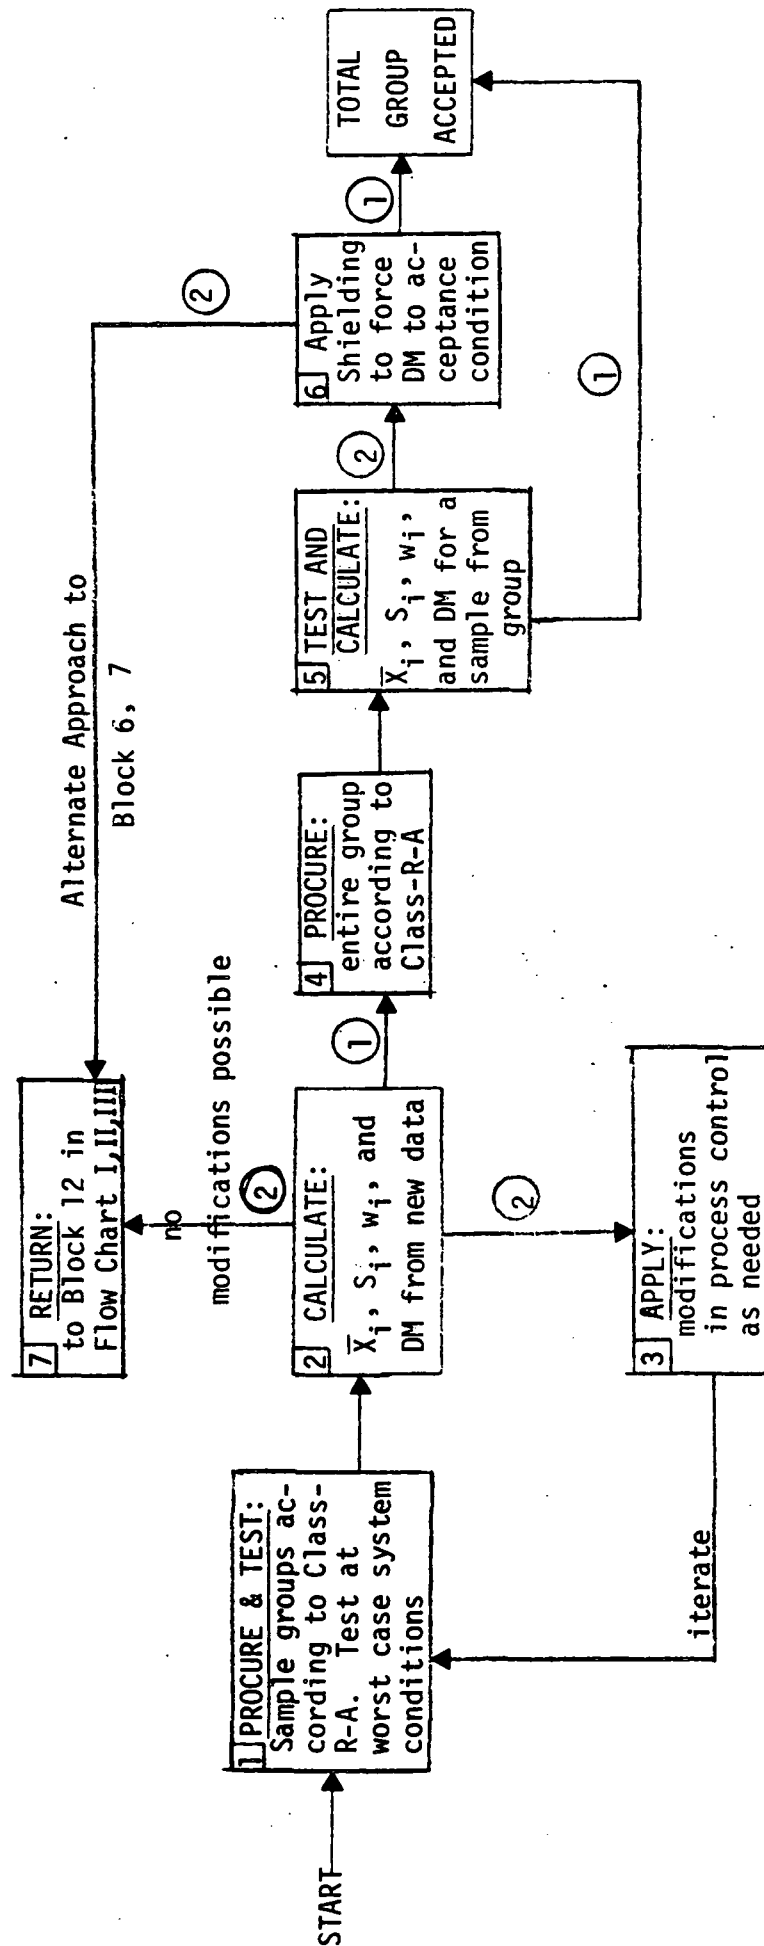 START
1 PROCURE & TEST:
Sample groups ac-
cording to Class-
R-A. Test at
worst case system
conditions
2 CALCULATE:
X̅i, Si, wi, and
DM from new data
no
modifications possible
2
1
2
3 APPLY:
modifications
in process control
as needed
iterate
7 RETURN:
to Block 12 in
Flow Chart I,II,III
4 PROCURE:
entire group
according to
Class-R-A
5 TEST AND
CALCULATE:
X̅i, Si, wi,
and DM for a
sample from
group
2
1
6 Apply
Shielding
to force
DM to ac-
ceptance
condition
2
1
Alternate Approach to
Block 6, 7
TOTAL
GROUP
ACCEPTED